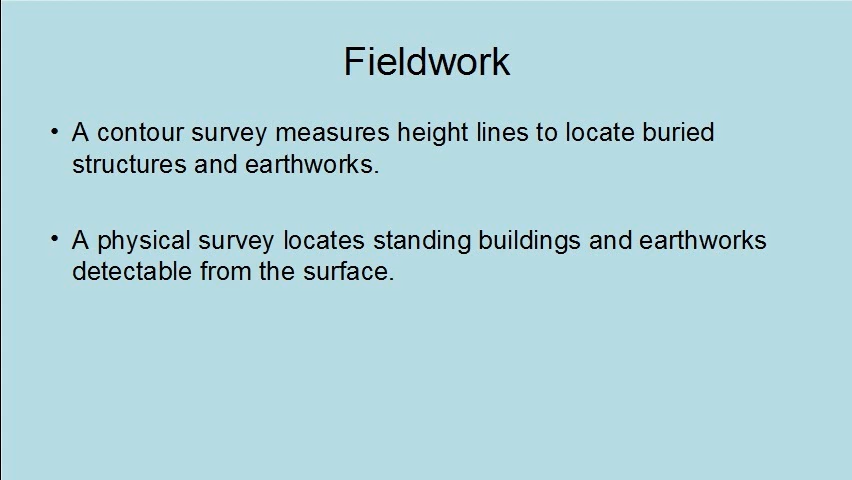 Fieldwork
• A contour survey measures height lines to locate buried
structures and earthworks.
• A physical survey locates standing buildings and earthworks
detectable from the surface.